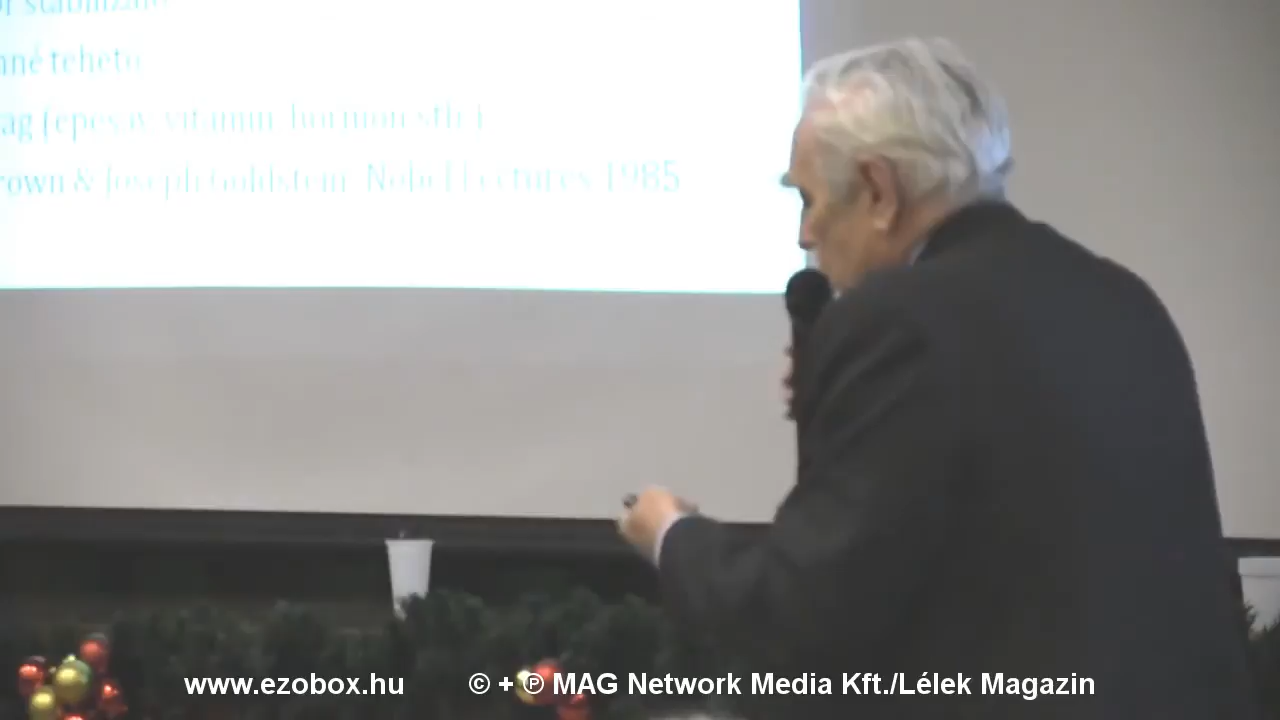 stabilizál
nné tehető
ag (epesav, vitamin, hormon stb.)
rown & Joseph Goldstein Nobel Lectures 1985
www.ezobox.hu © + ℗ MAG Network Media Kft./Lélek Magazin